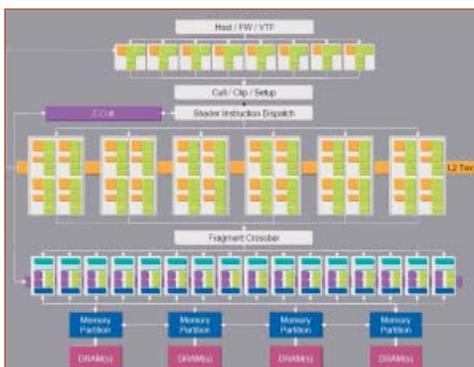 Host / FW / VTF
Cull / Clip / Setup
Z-Cull
Shader Instruction Dispatch
L2 Tex
Fragment Crossbar
Memory
Partition
Memory
Partition
Memory
Partition
Memory
Partition
DRAM(s)
DRAM(s)
DRAM(s)
DRAM(s)